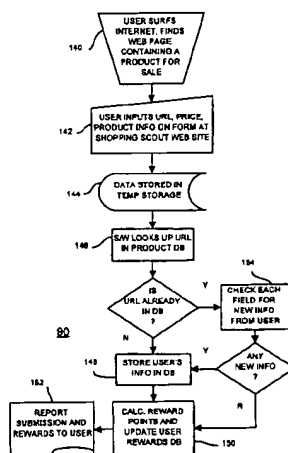 USER SURFS
INTERNET, FINDS
WEB PAGE
CONTAINING A
PRODUCT FOR
SALE
140
USER INPUTS URL, PRICE,
PRODUCT INFO ON FORM AT
SHOPPING SCOUT WEB SITE
142
DATA STORED IN
TEMP STORAGE
144
S/W LOOKS UP URL
IN PRODUCT DB
146
IS
URL ALREADY
IN DB
?
Y
N
CHECK EACH
FIELD FOR
NEW INFO
FROM USER
154
90
ANY
NEW INFO
?
Y
N
STORE USER'S
INFO IN DB
148
CALC. REWARD
POINTS AND
UPDATE USER
REWARDS DB
150
REPORT
SUBMISSION AND
REWARDS TO USER
152